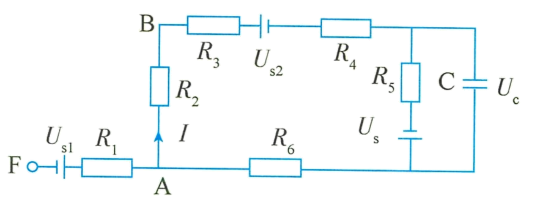 B
R3 Us2 R4
R2 R5 C Uc
I Us
F Us1 R1 R6
A